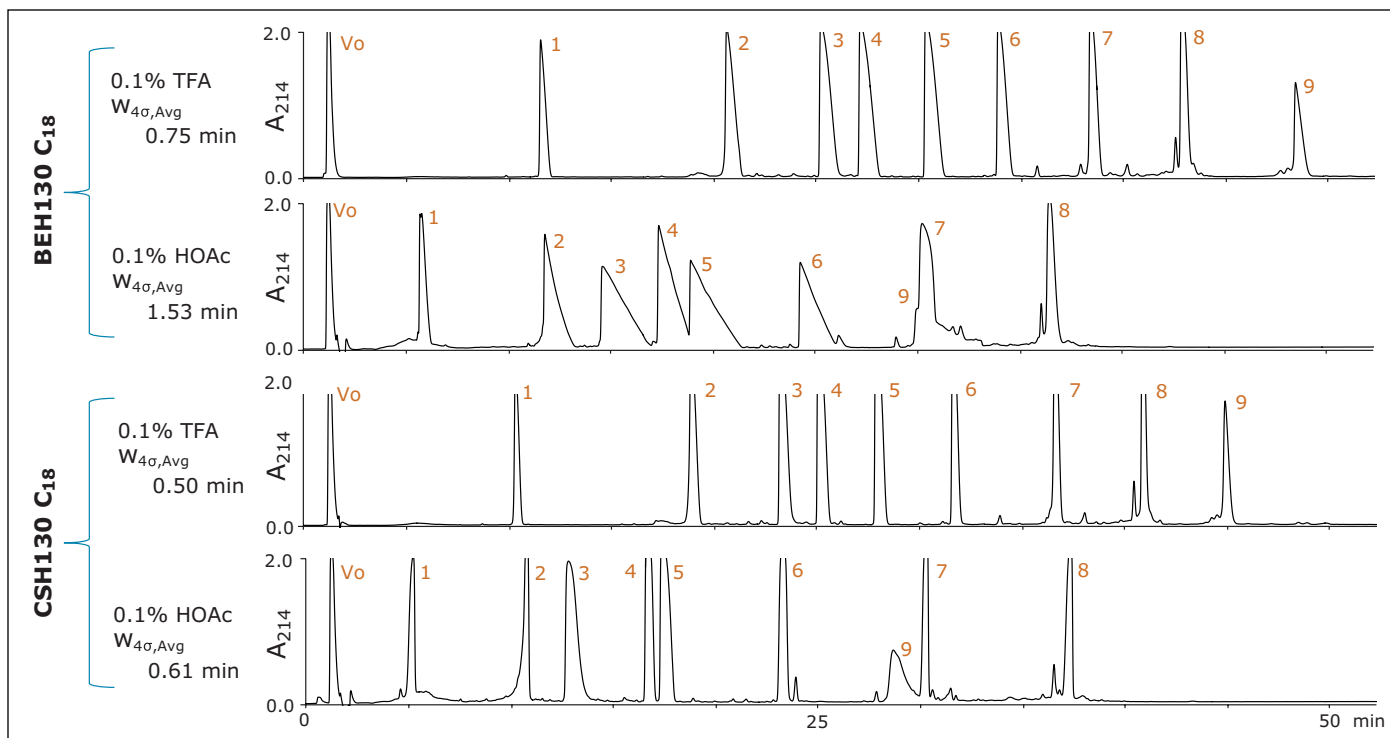 BEH130 C18
0.1% TFA
W4σ,Avg
0.75 min
A214
2.0
0.0
Vo 1 2 3 4 5 6 7 8 9
0.1% HOAc
W4σ,Avg
1.53 min
A214
2.0
0.0
Vo 1 2 3 4 5 6 9 7 8
CSH130 C18
0.1% TFA
W4σ,Avg
0.50 min
A214
2.0
0.0
Vo 1 2 3 4 5 6 7 8 9
0.1% HOAc
W4σ,Avg
0.61 min
A214
2.0
0.0
Vo 1 2 3 4 5 6 9 7 8
0 25 50 min